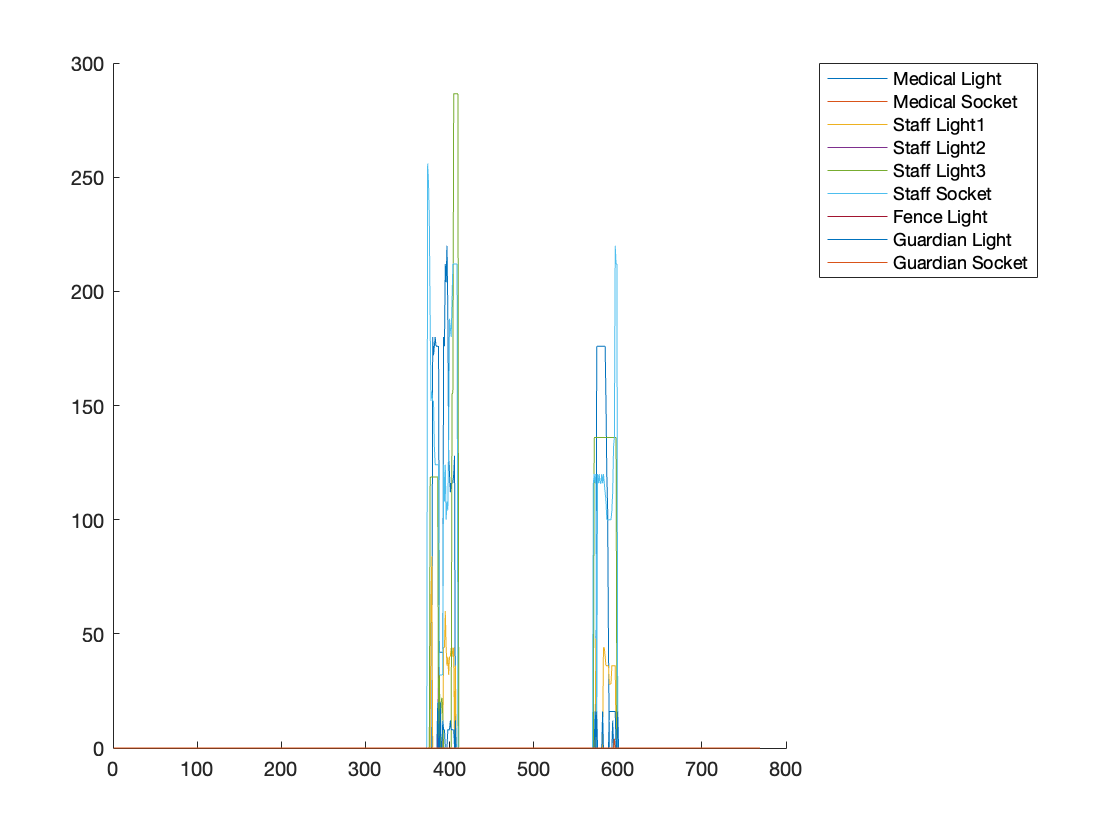 300
250
200
150
100
50
0
0 100 200 300 400 500 600 700 800
Medical Light
Medical Socket
Staff Light1
Staff Light2
Staff Light3
Staff Socket
Fence Light
Guardian Light
Guardian Socket